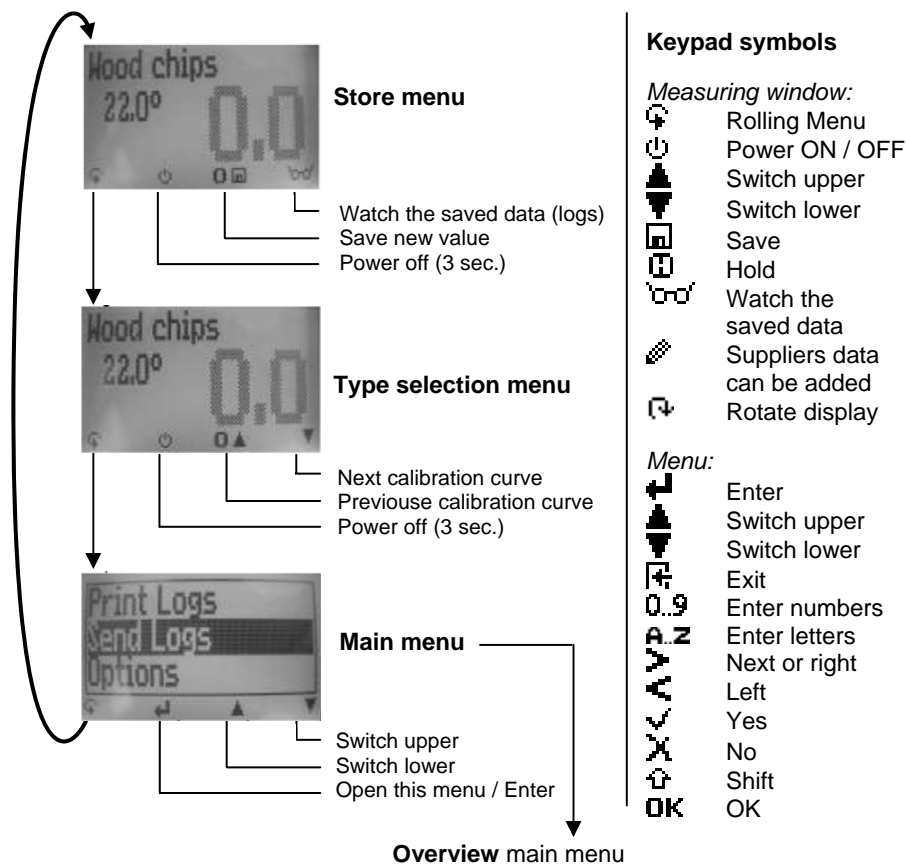 Wood chips
22.0° 0.0
0
Store menu
Watch the saved data (logs)
Save new value
Power off (3 sec.)
Wood chips
22.0° 0.0
0
Type selection menu
Next calibration curve
Previouse calibration curve
Power off (3 sec.)
Print Logs
Send Logs
Options
Main menu
Switch upper
Switch lower
Open this menu / Enter
Overview main menu
Keypad symbols
Measuring window:
Rolling Menu
Power ON / OFF
Switch upper
Switch lower
Save
Hold
Watch the
saved data
Suppliers data
can be added
Rotate display
Menu:
Enter
Switch upper
Switch lower
Exit
0..9 Enter numbers
A..Z Enter letters
Next or right
Left
Yes
No
Shift
OK OK